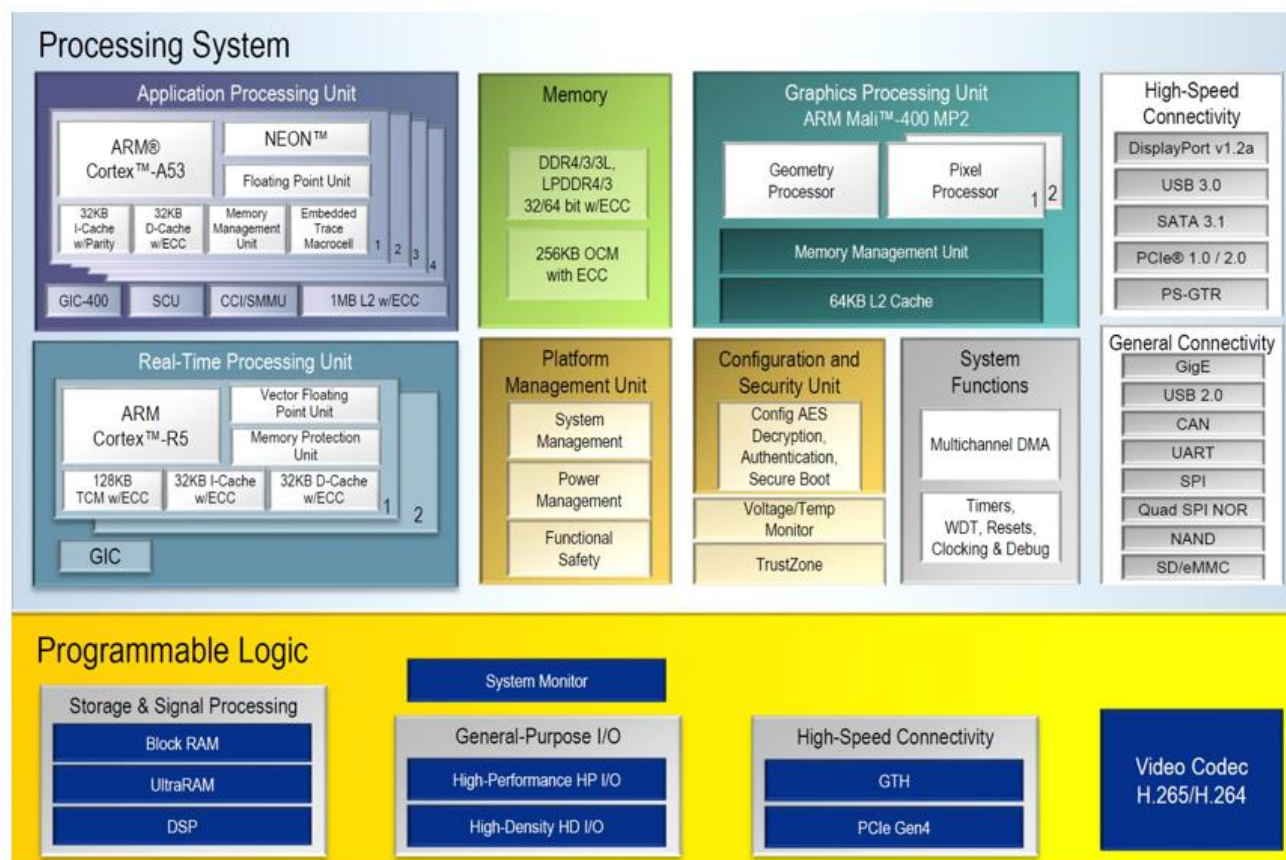 Processing System
Application Processing Unit
ARM®
Cortex™-A53
NEON™
Floating Point Unit
32KB
I-Cache
w/Parity
32KB
D-Cache
w/ECC
Memory
Management
Unit
Embedded
Trace
Macrocell
1
2
3
4
GIC-400
SCU
CCI/SMMU
1MB L2 w/ECC
Memory
DDR4/3/3L,
LPDDR4/3
32/64 bit w/ECC
256KB OCM
with ECC
Graphics Processing Unit
ARM Mali™-400 MP2
Geometry
Processor
Pixel
Processor
1
2
Memory Management Unit
64KB L2 Cache
High-Speed
Connectivity
DisplayPort v1.2a
USB 3.0
SATA 3.1
PCIe® 1.0 / 2.0
PS-GTR
Real-Time Processing Unit
ARM
Cortex™-R5
Vector Floating
Point Unit
Memory Protection
Unit
128KB
TCM w/ECC
32KB I-Cache
w/ECC
32KB D-Cache
w/ECC
1
2
GIC
Platform
Management Unit
System
Management
Power
Management
Functional
Safety
Configuration and
Security Unit
Config AES
Decryption,
Authentication,
Secure Boot
Voltage/Temp
Monitor
TrustZone
System
Functions
Multichannel DMA
Timers,
WDT, Resets,
Clocking & Debug
General Connectivity
GigE
USB 2.0
CAN
UART
SPI
Quad SPI NOR
NAND
SD/eMMC
Programmable Logic
Storage & Signal Processing
Block RAM
UltraRAM
DSP
System Monitor
General-Purpose I/O
High-Performance HP I/O
High-Density HD I/O
High-Speed Connectivity
GTH
PCIe Gen4
Video Codec
H.265/H.264